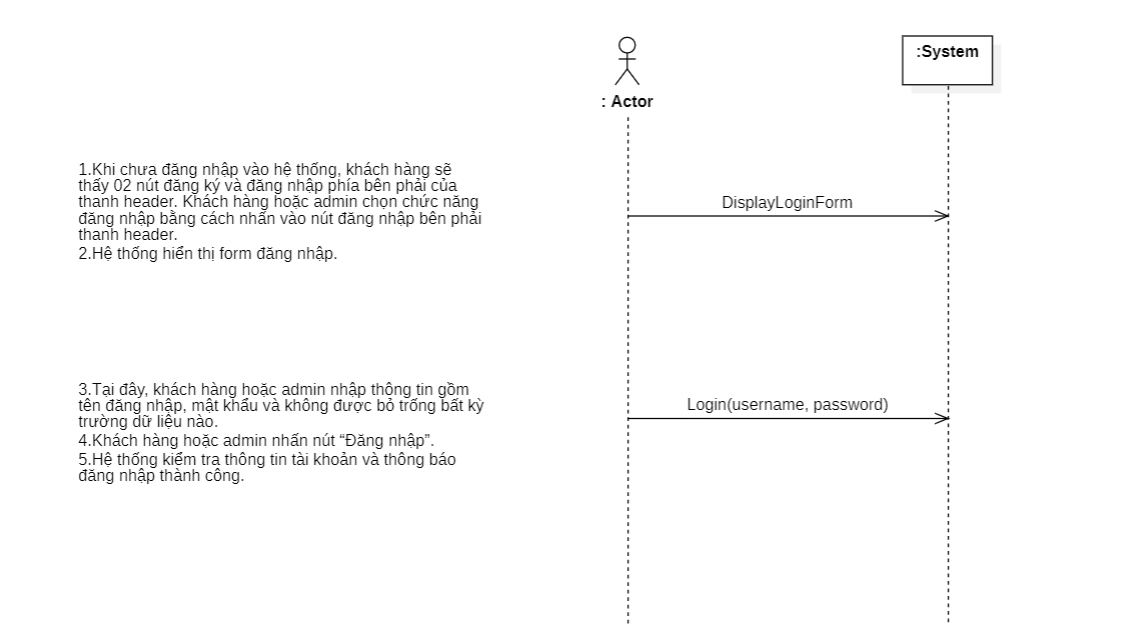 :System
: Actor
1.Khi chưa đăng nhập vào hệ thống, khách hàng sẽ
thấy 02 nút đăng ký và đăng nhập phía bên phải của
thanh header. Khách hàng hoặc admin chọn chức năng
đăng nhập bằng cách nhấn vào nút đăng nhập bên phải
thanh header.
2.Hệ thống hiển thị form đăng nhập.
DisplayLoginForm
3.Tại đây, khách hàng hoặc admin nhập thông tin gồm
tên đăng nhập, mật khẩu và không được bỏ trống bất kỳ
trường dữ liệu nào.
4.Khách hàng hoặc admin nhấn nút “Đăng nhập”.
5.Hệ thống kiểm tra thông tin tài khoản và thông báo
đăng nhập thành công.
Login(username, password)